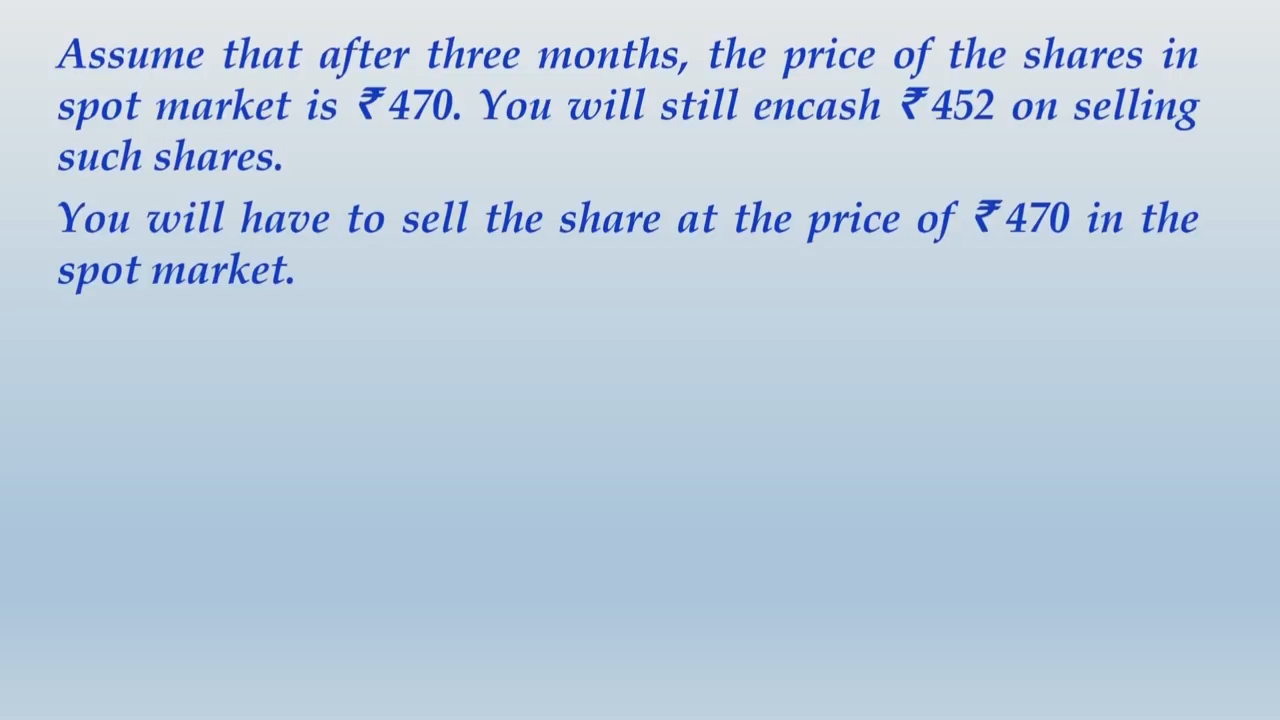 Assume that after three months, the price of the shares in
spot market is ₹470. You will still encash ₹452 on selling
such shares.
You will have to sell the share at the price of ₹470 in the
spot market.